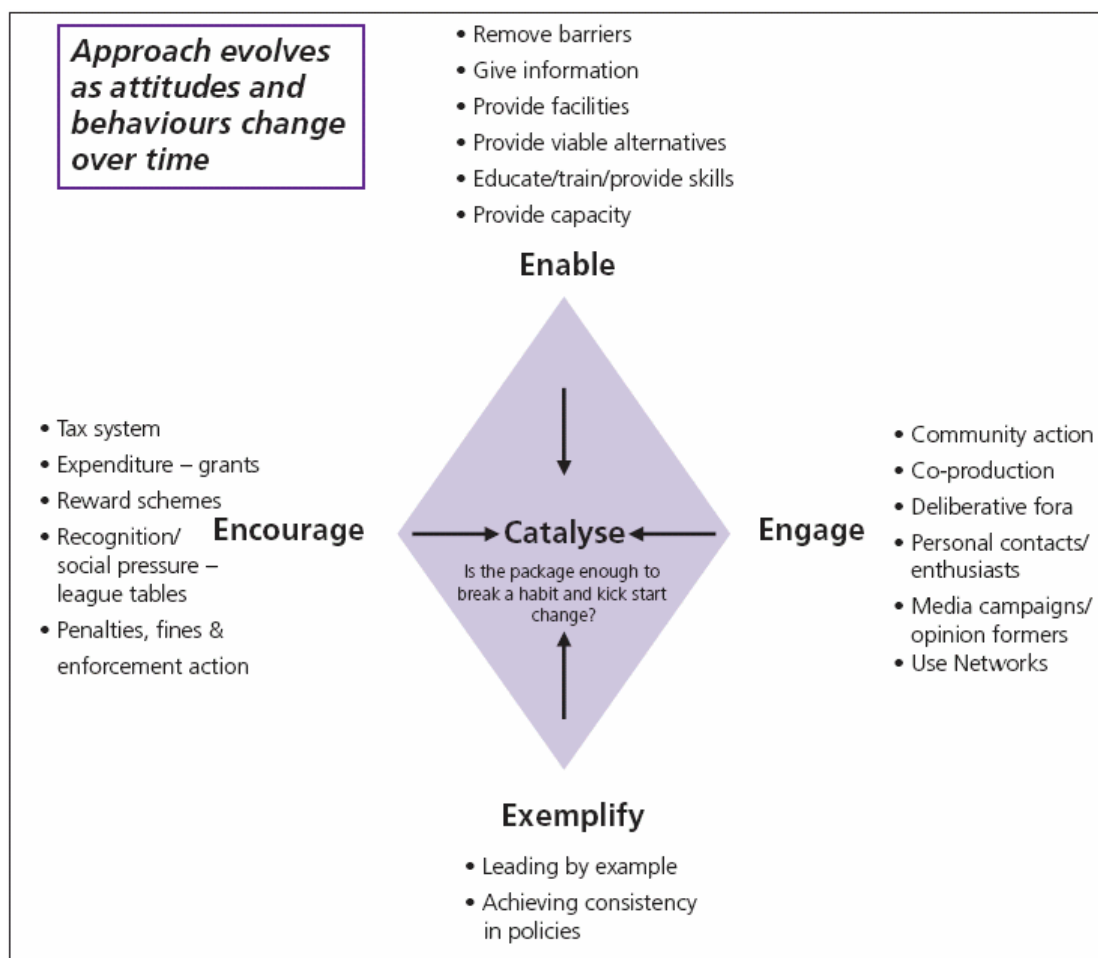 Approach evolves
as attitudes and
behaviours change
over time
• Remove barriers
• Give information
• Provide facilities
• Provide viable alternatives
• Educate/train/provide skills
• Provide capacity
Enable
• Tax system
• Expenditure – grants
• Reward schemes
• Recognition/
social pressure –
league tables
• Penalties, fines &
enforcement action
Encourage
Catalyse
Is the package enough to
break a habit and kick start
change?
Engage
• Community action
• Co-production
• Deliberative fora
• Personal contacts/
enthusiasts
• Media campaigns/
opinion formers
• Use Networks
Exemplify
• Leading by example
• Achieving consistency
in policies